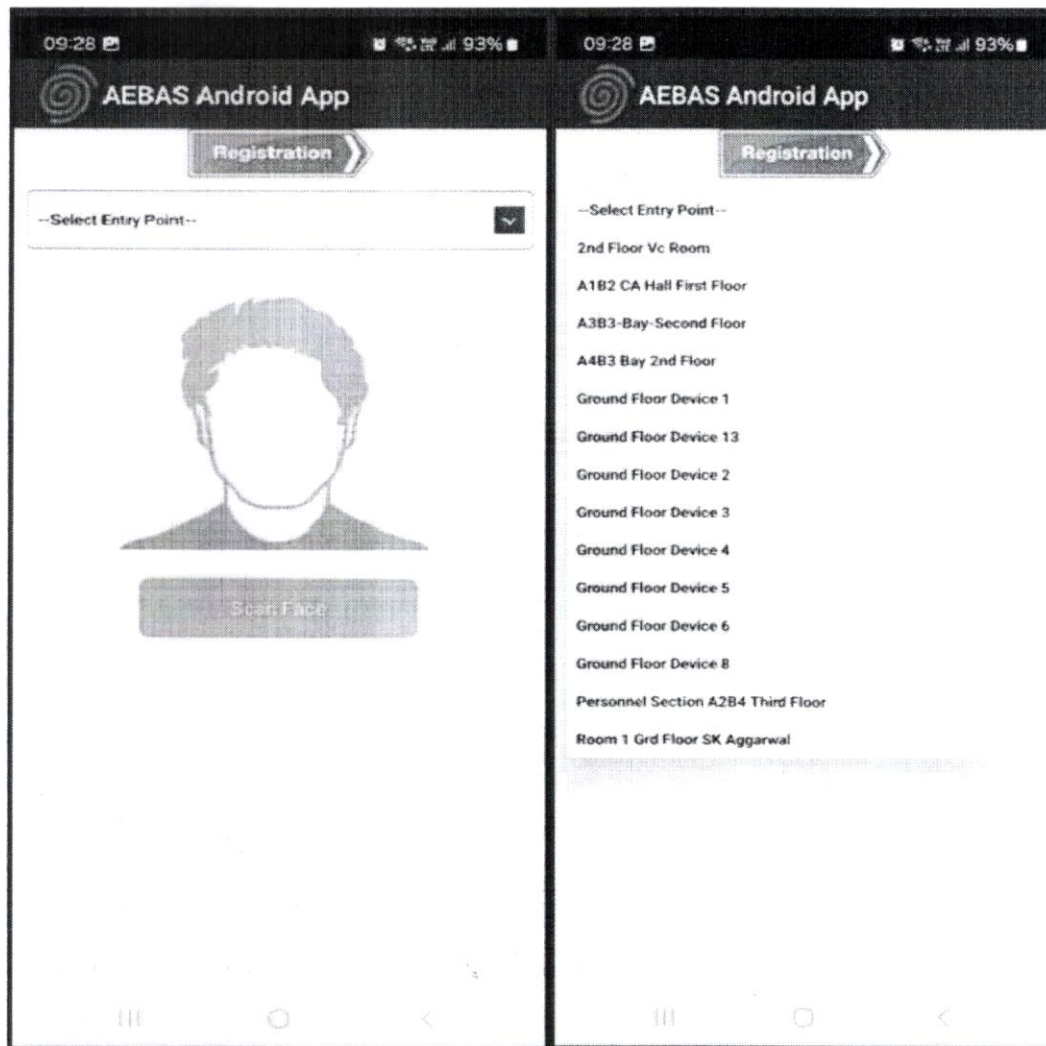 09:28
93%
AEBAS Android App
Registration
--Select Entry Point--
Scan Face
09:28
93%
AEBAS Android App
Registration
--Select Entry Point--
2nd Floor Vc Room
A1B2 CA Hall First Floor
A3B3-Bay-Second Floor
A4B3 Bay 2nd Floor
Ground Floor Device 1
Ground Floor Device 13
Ground Floor Device 2
Ground Floor Device 3
Ground Floor Device 4
Ground Floor Device 5
Ground Floor Device 6
Ground Floor Device 8
Personnel Section A2B4 Third Floor
Room 1 Grd Floor SK Aggarwal